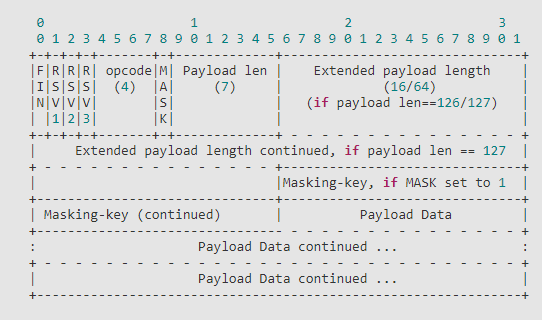 0                   1                   2                   3
 0 1 2 3 4 5 6 7 8 9 0 1 2 3 4 5 6 7 8 9 0 1 2 3 4 5 6 7 8 9 0 1
+-+-+-+-+-------+-+-------------+-------------------------------+
|F|R|R|R| opcode|M| Payload len |    Extended payload length    |
|I|S|S|S|  (4)  |A|     (7)     |             (16/64)           |
|N|V|V|V|       |S|             |   (if payload len==126/127)   |
| |1|2|3|       |K|             |                               |
+-+-+-+-+-------+-+-------------+ - - - - - - - - - - - - - - - +
|     Extended payload length continued, if payload len == 127  |
+ - - - - - - - - - - - - - - - +-------------------------------+
|                               |Masking-key, if MASK set to 1  |
+-------------------------------+-------------------------------+
| Masking-key (continued)       |          Payload Data         |
+-------------------------------- - - - - - - - - - - - - - - - +
:                     Payload Data continued ...                :
+ - - - - - - - - - - - - - - - - - - - - - - - - - - - - - - - +
|                     Payload Data continued ...                |
+---------------------------------------------------------------+